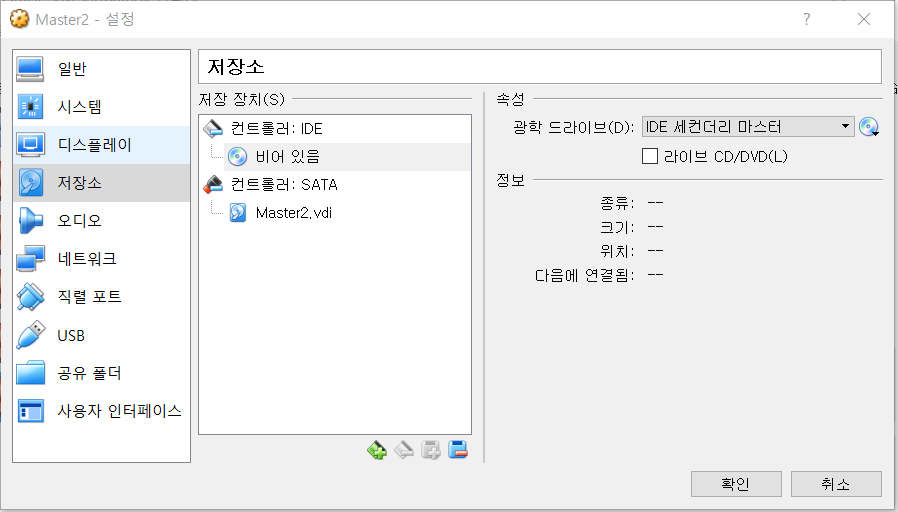 Master2 - 설정
?
일반
시스템
디스플레이
저장소
오디오
네트워크
직렬 포트
USB
공유 폴더
사용자 인터페이스
저장소
저장 장치(S)
컨트롤러: IDE
비어 있음
컨트롤러: SATA
Master2.vdi
속성
광학 드라이브(D): IDE 세컨더리 마스터
라이브 CD/DVD(L)
정보
종류: --
크기: --
위치: --
다음에 연결됨: --
확인
취소